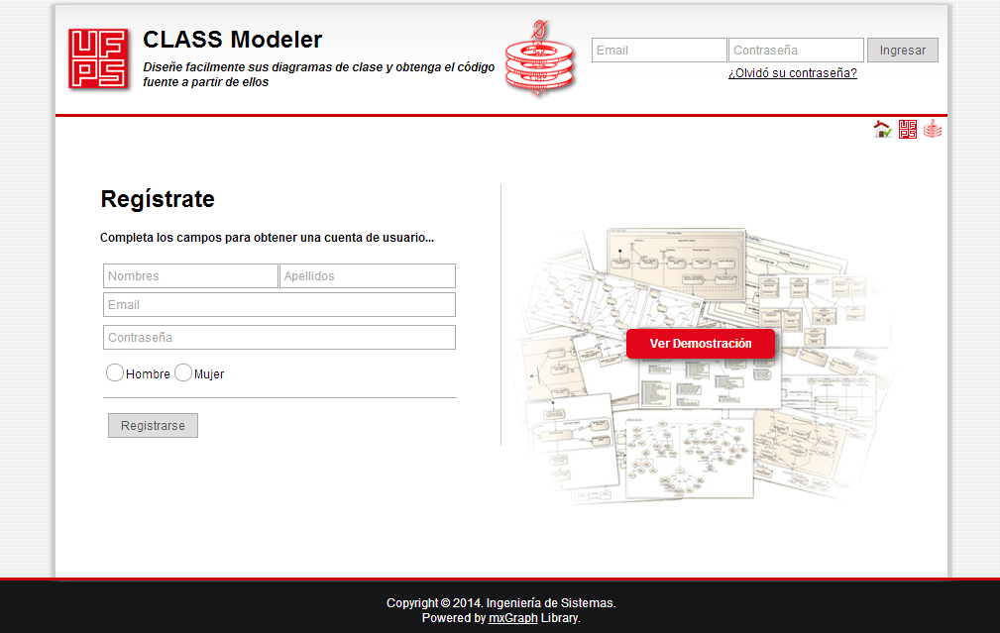 UFPS
CLASS Modeler
Diseñe facilmente sus diagramas de clase y obtenga el código
fuente a partir de ellos
Email
Contraseña
Ingresar
¿Olvidó su contraseña?
Regístrate
Completa los campos para obtener una cuenta de usuario...
Nombres
Apellidos
Email
Contraseña
Hombre
Mujer
Registrarse
Ver Demostración
Copyright © 2014. Ingeniería de Sistemas.
Powered by mxGraph Library.